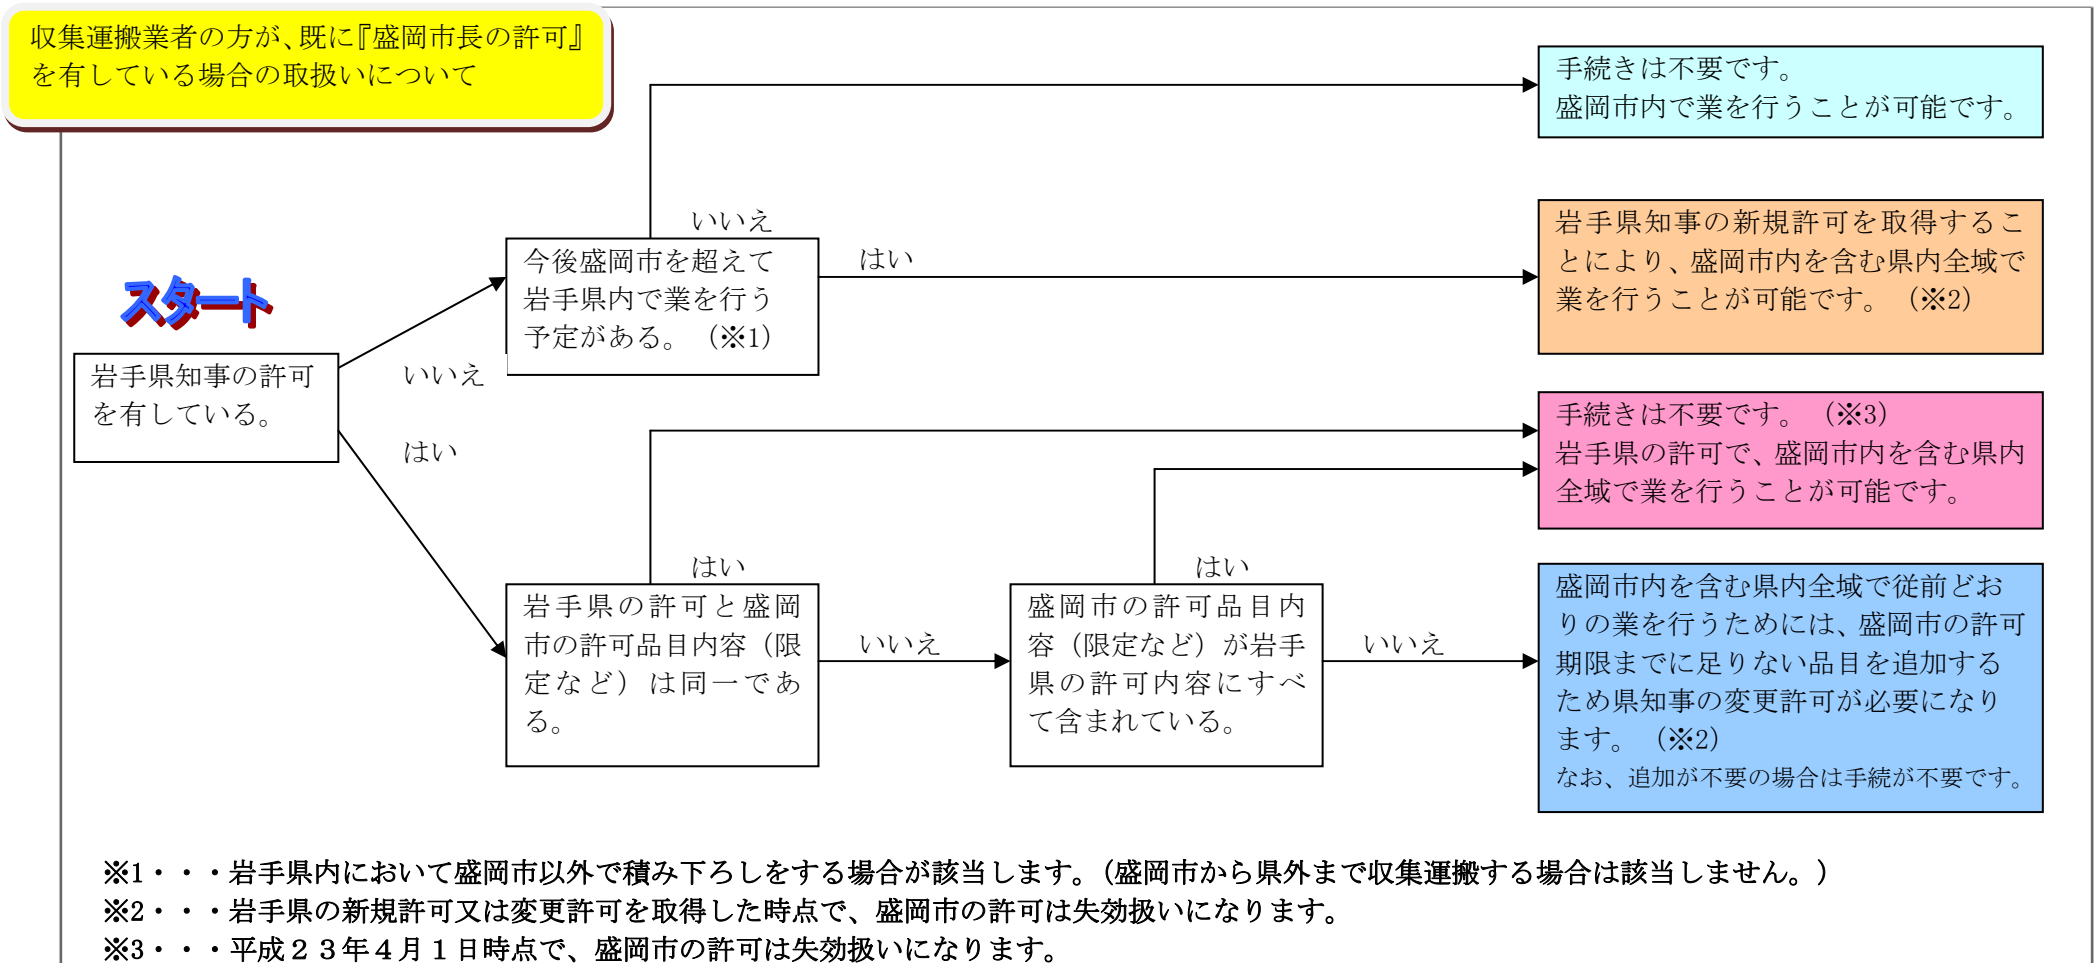 収集運搬業者の方が、既に『盛岡市長の許可』
を有している場合の取扱いについて
手続きは不要です。
盛岡市内で業を行うことが可能です。
いいえ
今後盛岡市を超えて
岩手県内で業を行う
予定がある。（※1）
はい
岩手県知事の新規許可を取得するこ
とにより、盛岡市内を含む県内全域で
業を行うことが可能です。（※2）
スタート
岩手県知事の許可
を有している。
いいえ
はい
手続きは不要です。（※3）
岩手県の許可で、盛岡市内を含む県内
全域で業を行うことが可能です。
はい
岩手県の許可と盛岡
市の許可品目内容（限
定など）は同一であ
る。
いいえ
はい
盛岡市の許可品目内
容（限定など）が岩手
県の許可内容にすべ
て含まれている。
いいえ
盛岡市内を含む県内全域で従前どお
りの業を行うためには、盛岡市の許可
期限までに足りない品目を追加する
ため県知事の変更許可が必要になり
ます。（※2）
なお、追加が不要の場合は手続が不要です。
※1・・・岩手県内において盛岡市以外で積み下ろしをする場合が該当します。（盛岡市から県外まで収集運搬する場合は該当しません。）
※2・・・岩手県の新規許可又は変更許可を取得した時点で、盛岡市の許可は失効扱いになります。
※3・・・平成２３年４月１日時点で、盛岡市の許可は失効扱いになります。